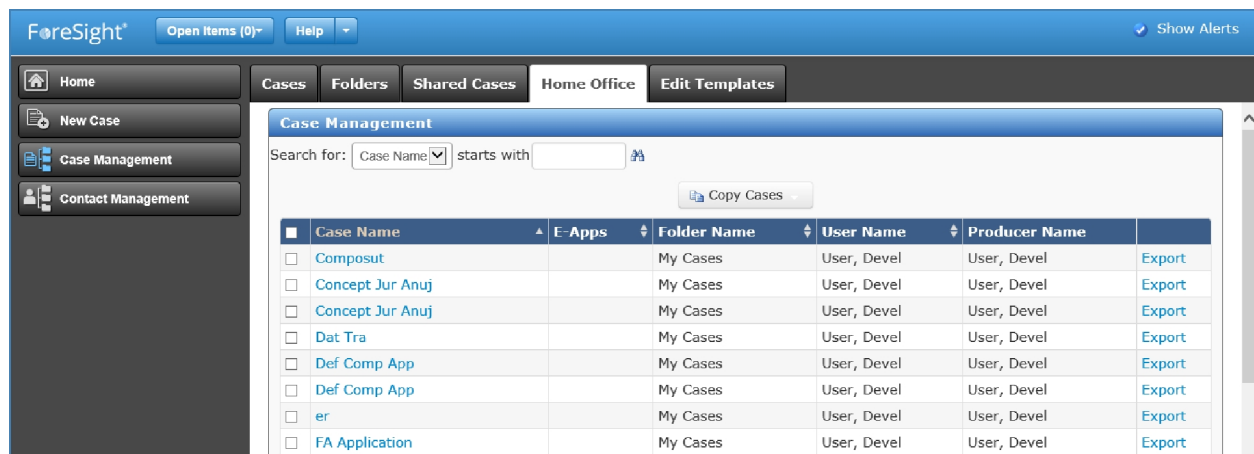 ForeSight® Open Items (0) Help Show Alerts
Home
New Case
Case Management
Contact Management
Cases Folders Shared Cases Home Office Edit Templates
Case Management
Search for: Case Name starts with
Copy Cases
Case Name E-Apps Folder Name User Name Producer Name
Composut My Cases User, Devel User, Devel Export
Concept Jur Anuj My Cases User, Devel User, Devel Export
Concept Jur Anuj My Cases User, Devel User, Devel Export
Dat Tra My Cases User, Devel User, Devel Export
Def Comp App My Cases User, Devel User, Devel Export
Def Comp App My Cases User, Devel User, Devel Export
er My Cases User, Devel User, Devel Export
FA Application My Cases User, Devel User, Devel Export